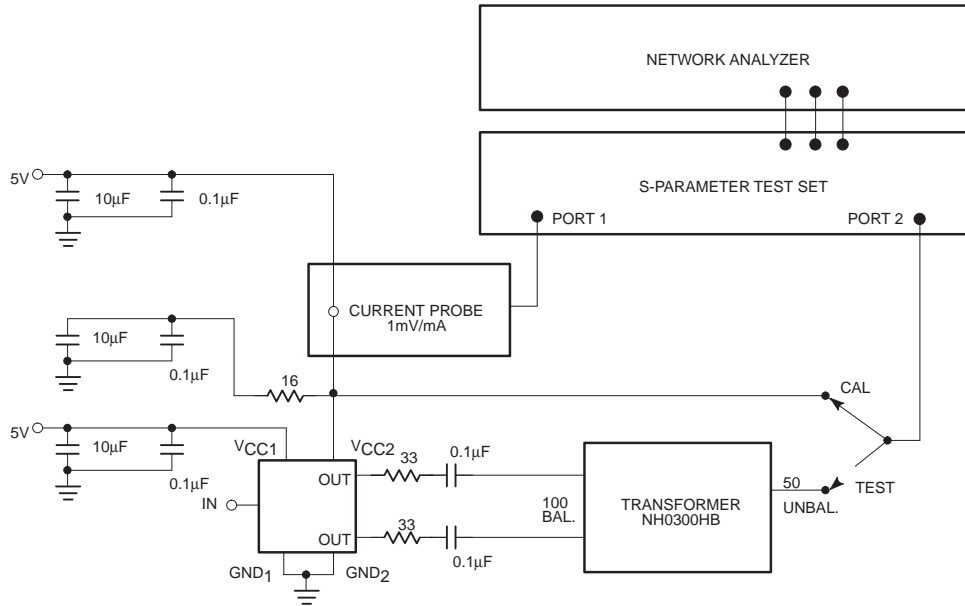 NETWORK ANALYZER
S-PARAMETER TEST SET
PORT 1
PORT 2
5V
10μF
0.1μF
CURRENT PROBE
1mV/mA
10μF
0.1μF
16
CAL
5V
10μF
0.1μF
VCC1
VCC2
33
0.1μF
OUT
IN
OUT
33
0.1μF
100
BAL.
TRANSFORMER
NH0300HB
50
UNBAL.
TEST
GND1
GND2